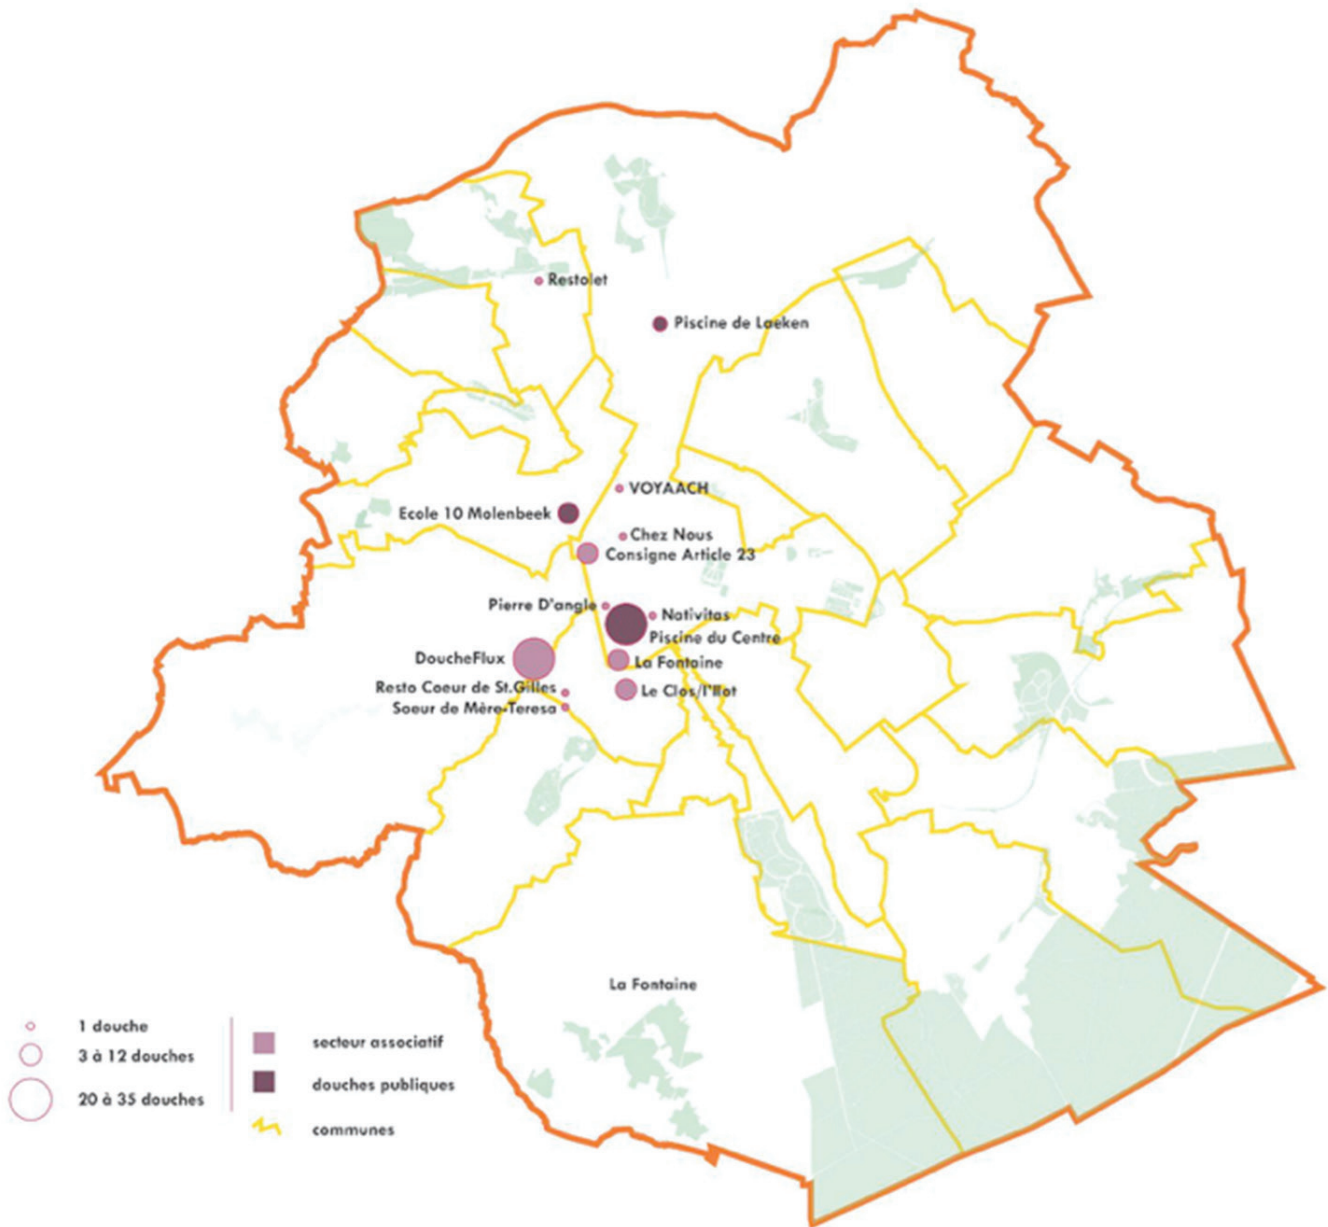 Restolet
Piscine de Laeken
VOYAACH
Ecole 10 Molenbeek
Chez Nous
Consigne Article 23
Pierre D'angle
Nativitas
Piscine du Centre
DoucheFlux
La Fontaine
Resto Coeur de St.Gilles
Le Clos/l'Ilot
Soeur de Mère-Teresa
La Fontaine
1 douche
3 à 12 douches
20 à 35 douches
secteur associatif
douches publiques
communes